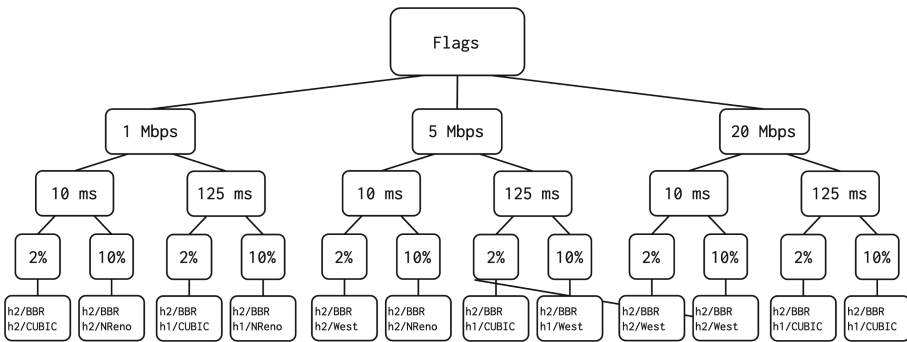 Flags
1 Mbps
5 Mbps
20 Mbps
10 ms
125 ms
10 ms
125 ms
10 ms
125 ms
2%
10%
2%
10%
2%
10%
2%
10%
2%
10%
2%
10%
h2/BBR
h2/CUBIC
h2/BBR
h2/NReno
h2/BBR
h1/CUBIC
h2/BBR
h1/NReno
h2/BBR
h2/West
h2/BBR
h2/NReno
h2/BBR
h1/CUBIC
h2/BBR
h1/West
h2/BBR
h2/West
h2/BBR
h2/West
h2/BBR
h1/CUBIC
h2/BBR
h1/CUBIC